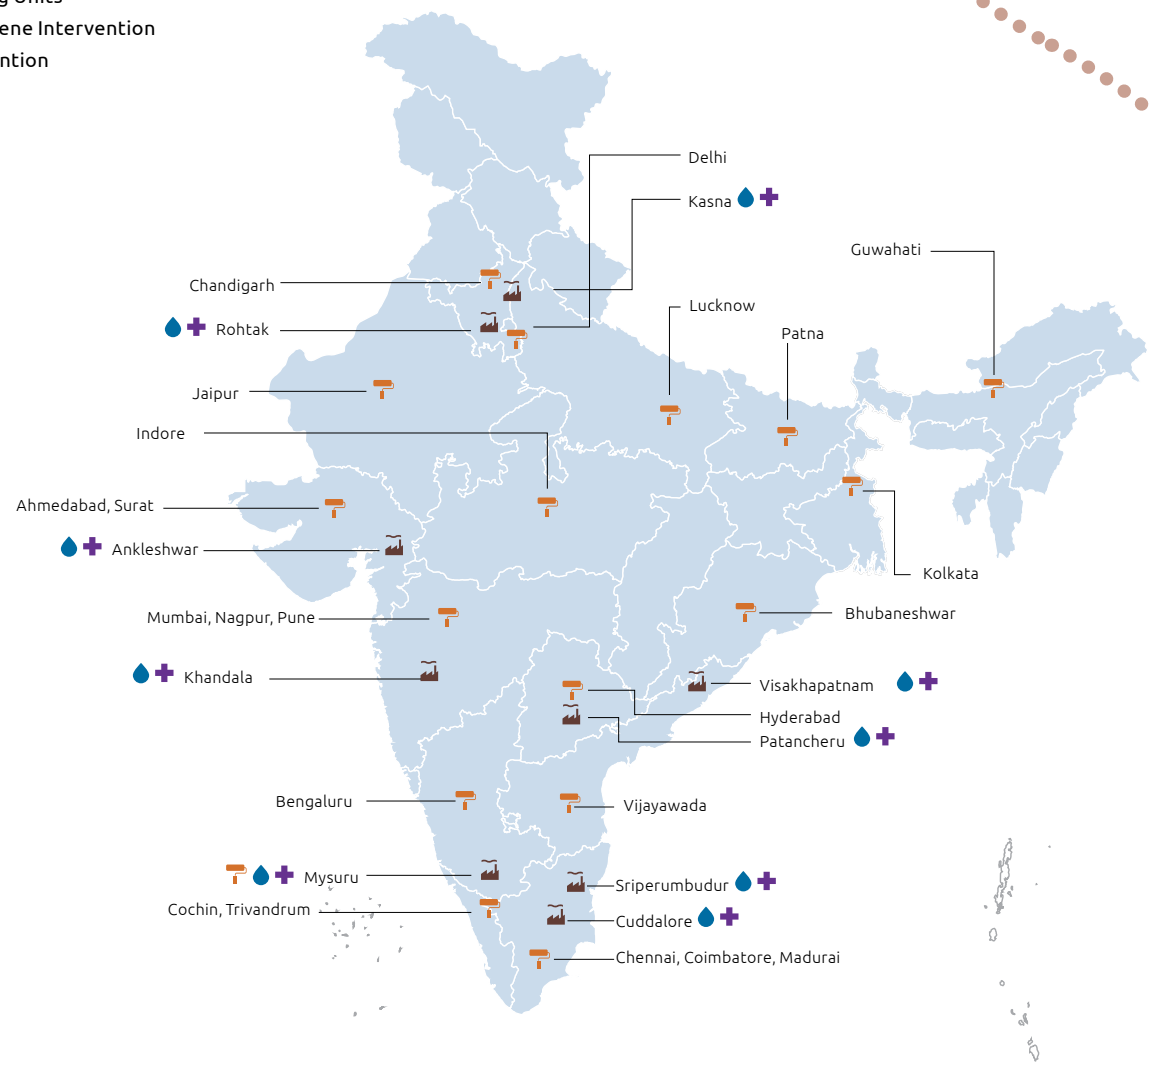 g Units
ene Intervention
ntion
Delhi
Kasna
Guwahati
Chandigarh
Lucknow
Rohtak
Patna
Jaipur
Indore
Ahmedabad, Surat
Ankleshwar
Kolkata
Mumbai, Nagpur, Pune
Bhubaneshwar
Khandala
Visakhapatnam
Hyderabad
Patancheru
Bengaluru
Vijayawada
Mysuru
Sriperumbudur
Cochin, Trivandrum
Cuddalore
Chennai, Coimbatore, Madurai